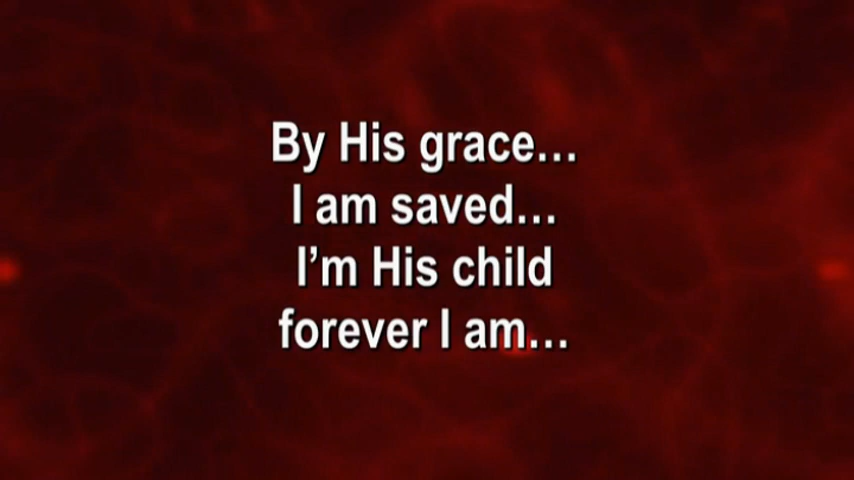 By His grace…
I am saved…
I’m His child
forever I am…